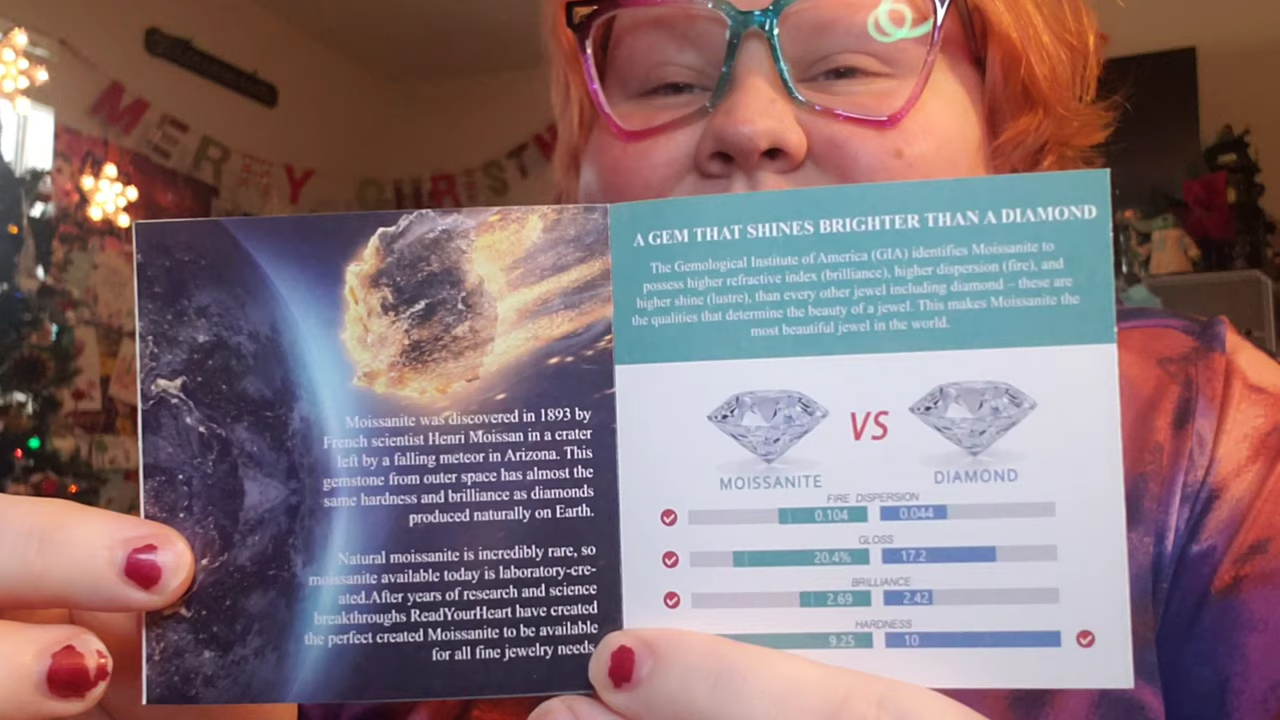 MERRY CHRIST
Moissanite was discovered in 1893 by
French scientist Henri Moissan in a crater
left by a falling meteor in Arizona. This
gemstone from outer space has almost the
same hardness and brilliance as diamonds
produced naturally on Earth.
Natural moissanite is incredibly rare, so
moissanite available today is laboratory-cre-
ated.After years of research and science
breakthroughs ReadYourHeart have created
the perfect created Moissanite to be available
for all fine jewelry needs
A GEM THAT SHINES BRIGHTER THAN A DIAMOND
The Gemological Institute of America (GIA) identifies Moissanite to
possess higher refractive index (brilliance), higher dispersion (fire), and
higher shine (lustre), than every other jewel including diamond – these are
the qualities that determine the beauty of a jewel. This makes Moissanite the
most beautiful jewel in the world.
VS
MOISSANITE DIAMOND
FIRE DISPERSION
0.104 0.044
GLOSS
20.4% 17.2
BRILLIANCE
2.69 2.42
HARDNESS
9.25 10